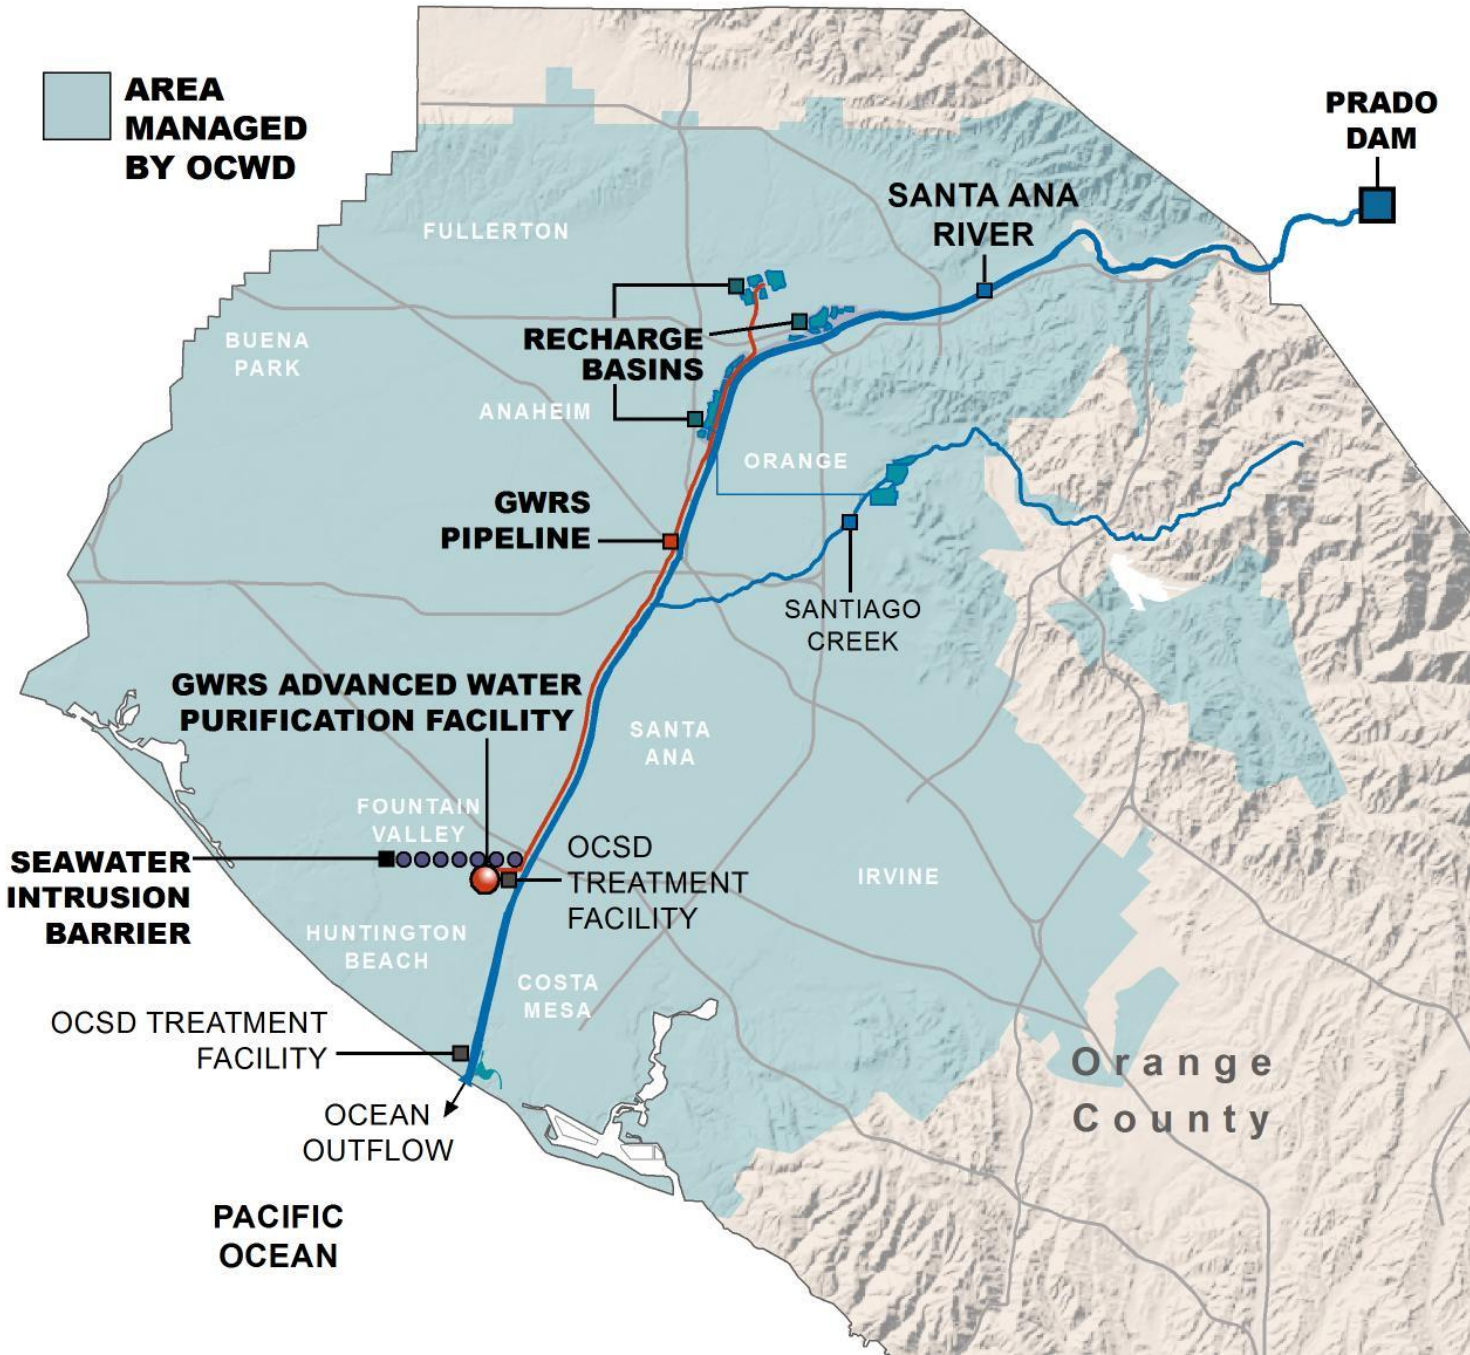 AREA
MANAGED
BY OCWD
PRADO
DAM
SANTA ANA
RIVER
FULLERTON
RECHARGE
BASINS
BUENA
PARK
ANAHEIM
ORANGE
GWRS
PIPELINE
SANTIAGO
CREEK
GWRS ADVANCED WATER
PURIFICATION FACILITY
SANTA
ANA
FOUNTAIN
VALLEY
SEAWATER
INTRUSION
BARRIER
OCSD
TREATMENT
FACILITY
IRVINE
HUNTINGTON
BEACH
COSTA
MESA
OCSD TREATMENT
FACILITY
Orange
County
OCEAN
OUTFLOW
PACIFIC
OCEAN